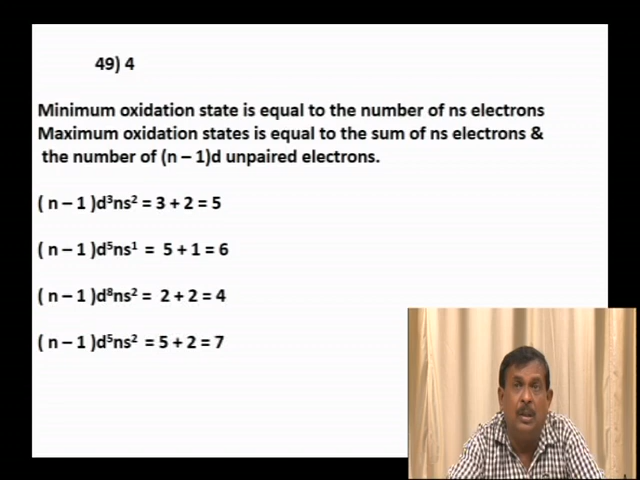 49) 4
Minimum oxidation state is equal to the number of ns electrons
Maximum oxidation states is equal to the sum of ns electrons &
the number of (n – 1)d unpaired electrons.
( n – 1 )d³ns² = 3 + 2 = 5
( n – 1 )d⁵ns¹ = 5 + 1 = 6
( n – 1 )d⁸ns² = 2 + 2 = 4
( n – 1 )d⁵ns² = 5 + 2 = 7